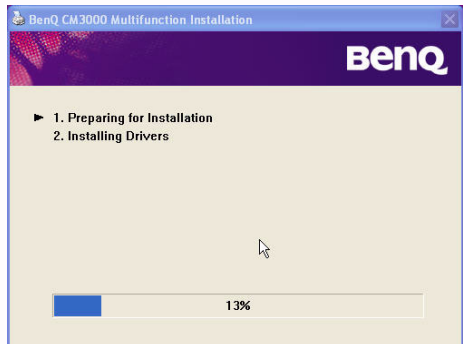 BenQ CM3000 Multifunction Installation
BenQ
1. Preparing for Installation
2. Installing Drivers
13%